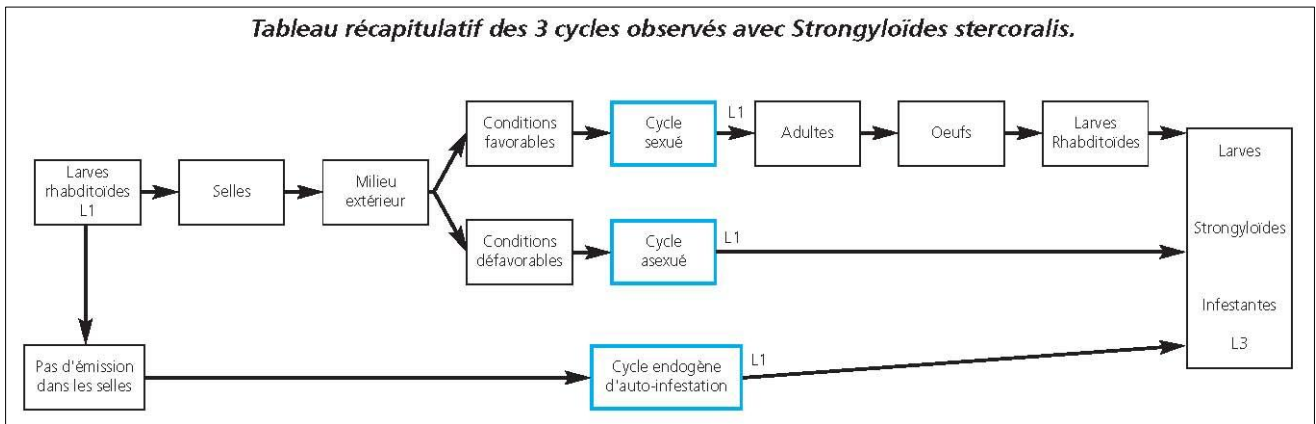 Tableau récapitulatif des 3 cycles observés avec Strongyloïdes stercoralis.
Larves
rhabditoïdes
L1
Selles
Milieu
extérieur
Conditions
favorables
Cycle
sexué
L1
Adultes
Oeufs
Larves
Rhabditoïdes
Conditions
défavorables
Cycle
asexué
L1
Pas d'émission
dans les selles
Cycle endogène
d'auto-infestation
L1
Larves
Strongyloïdes
Infestantes
L3